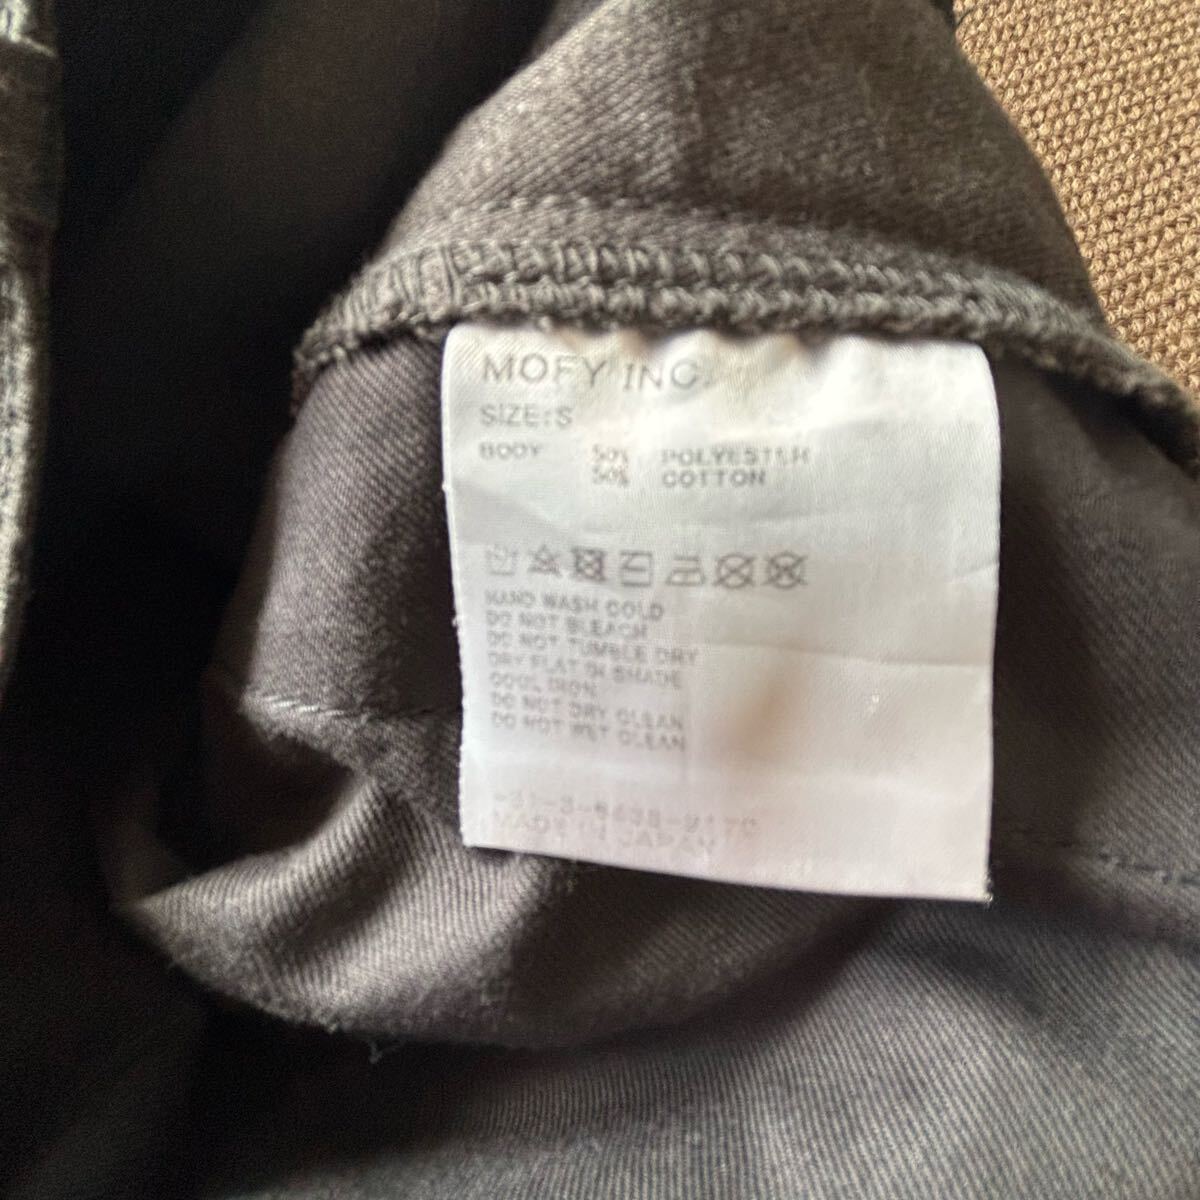 MOFY INC.
SIZE:S
BODY 50% POLYESTER
50% COTTON
HAND WASH COLD
DO NOT BLEACH
DO NOT TUMBLE DRY
DRY FLAT IN SHADE
COOL IRON
DO NOT DRY CLEAN
DO NOT WET CLEAN
MADE IN JAPAN